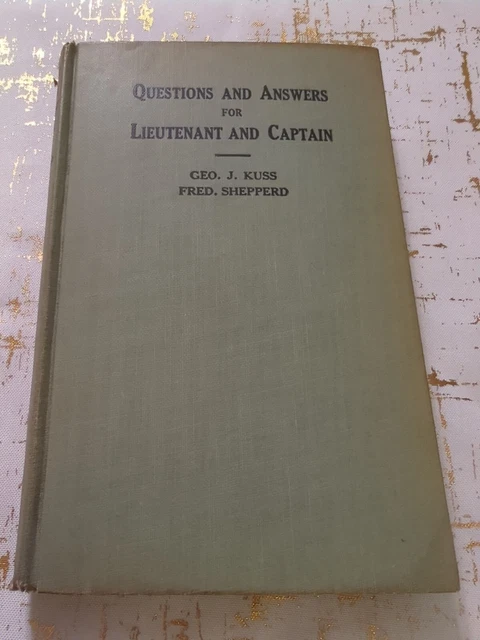 Questions and Answers
for
Lieutenant and Captain
GEO. J. KUSS
FRED. SHEPPERD